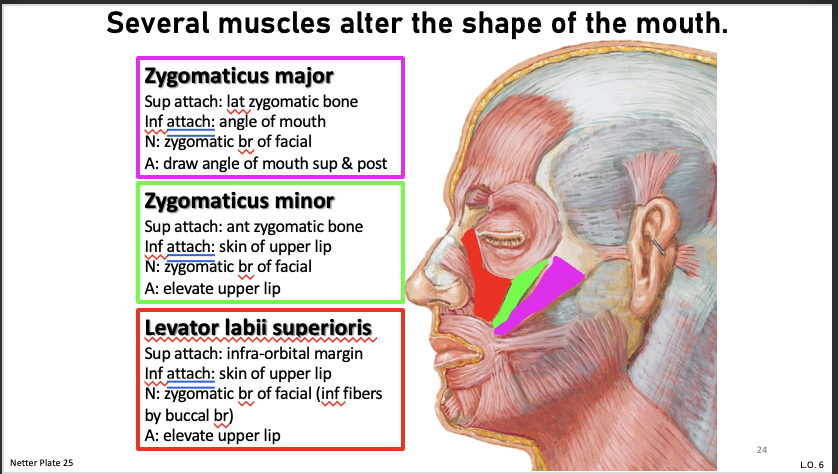 Several muscles alter the shape of the mouth.
Zygomaticus major
Sup attach: lat zygomatic bone
Inf attach: angle of mouth
N: zygomatic br of facial
A: draw angle of mouth sup & post
Zygomaticus minor
Sup attach: ant zygomatic bone
Inf attach: skin of upper lip
N: zygomatic br of facial
A: elevate upper lip
Levator labii superioris
Sup attach: infra-orbital margin
Inf attach: skin of upper lip
N: zygomatic br of facial (inf fibers
by buccal br)
A: elevate upper lip
24
Netter Plate 25
L.O. 6